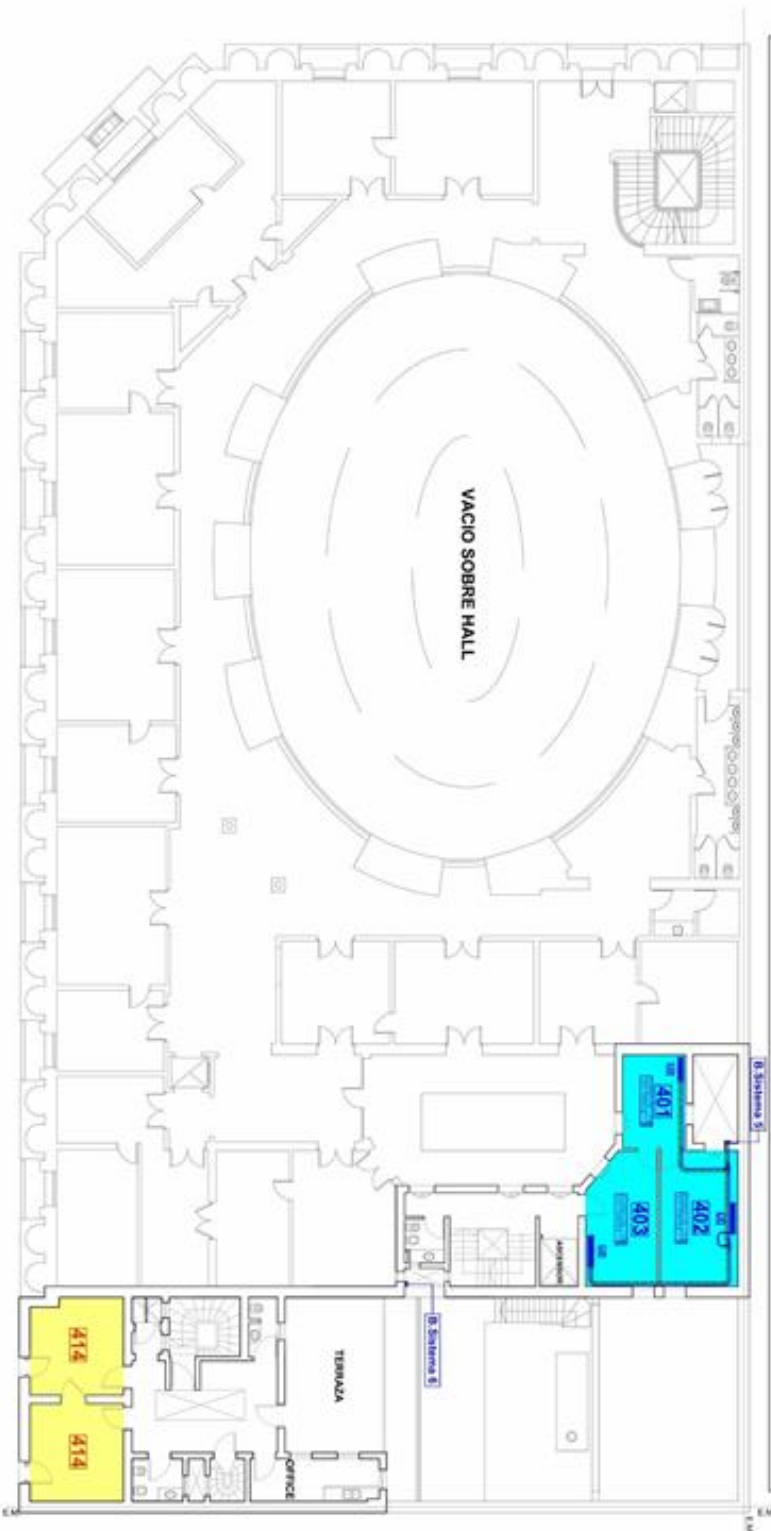 VACIO SOBRE HALL
B.Sistema 5
401
402
403
ASCENSOR
B.Sistema 6
TERRAZA
414
414
OFFICE
E.M
E.M
E.M